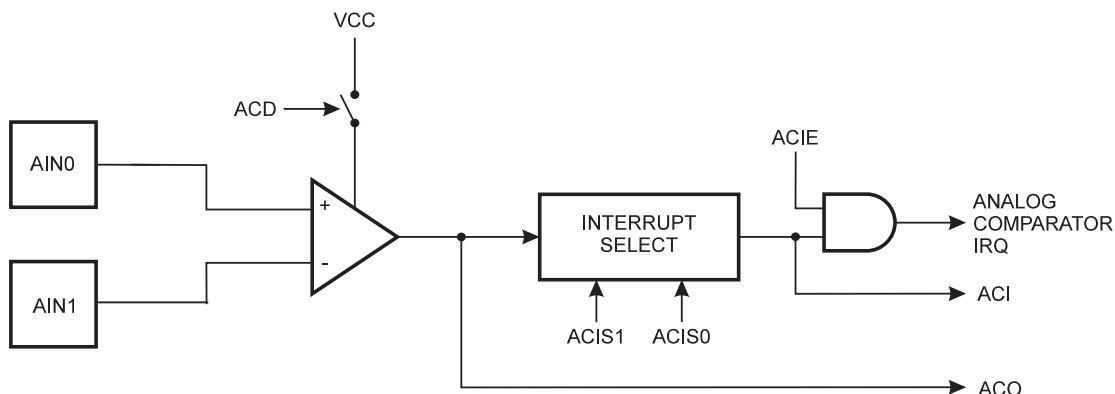 VCC
ACD
AIN0
AIN1
+
-
INTERRUPT
SELECT
ACIS1
ACIS0
ACIE
ANALOG
COMPARATOR
IRQ
ACI
ACO